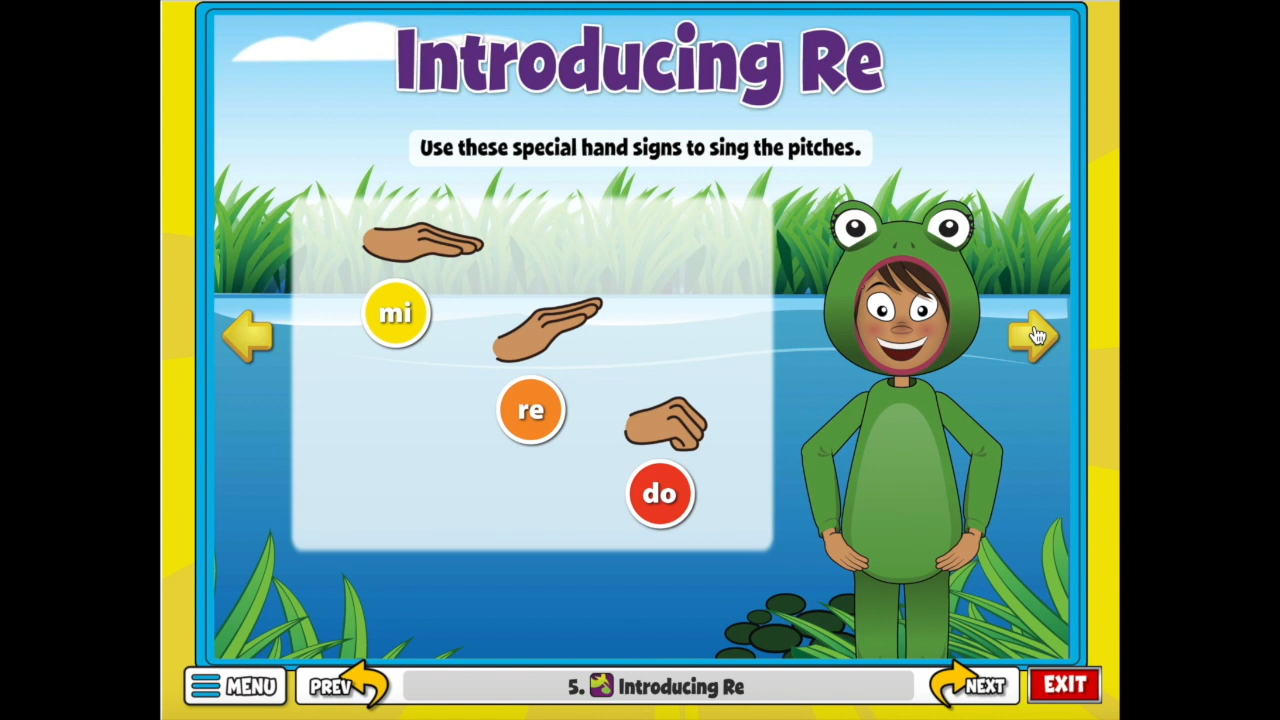 Introducing Re
Use these special hand signs to sing the pitches.
mi
re
do
MENU
PREV
5. Introducing Re
NEXT
EXIT